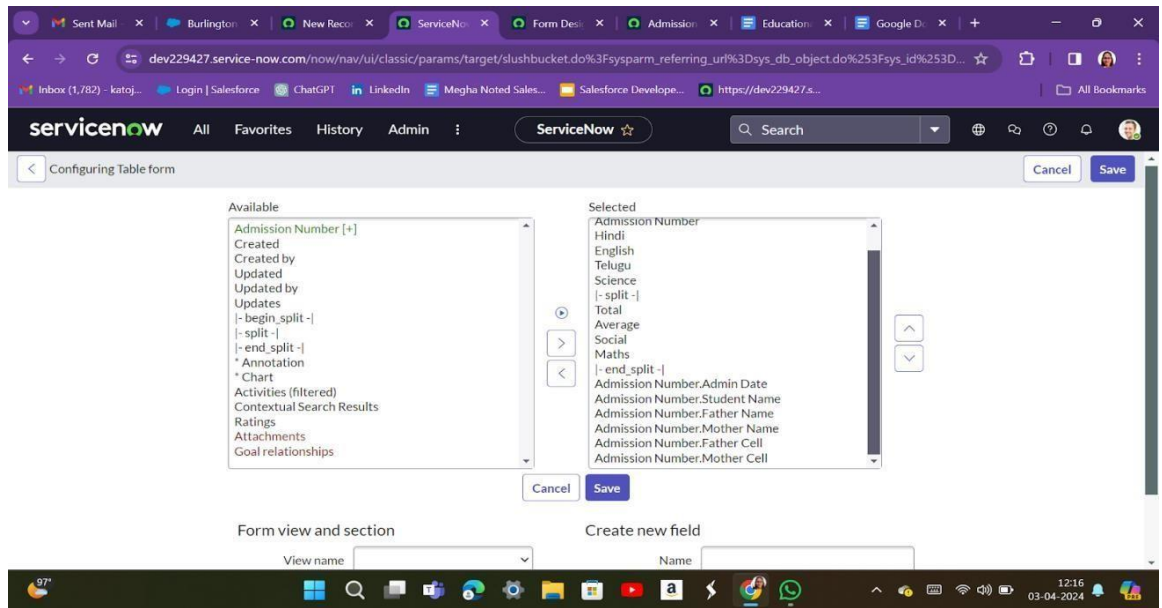 Sent Mail
Burlington
New Reco
ServiceNo
Form Desi
Admission
Education
Google D
dev229427.service-now.com/now/nav/ui/classic/params/target/slushbucket.do%3Fsysparm_referring_url%3Dsys_db_object.do%253Fsys_id%253D...
Inbox (1,782) - katoj...
Login | Salesforce
ChatGPT
LinkedIn
Megha Noted Sales...
Salesforce Develope...
https://dev229427.s...
All Bookmarks
servicenow
All
Favorites
History
Admin
ServiceNow
Search
Configuring Table form
Cancel
Save
Available
Admission Number [+]
Created
Created by
Updated
Updated by
Updates
|- begin_split -|
|- split -|
|- end_split -|
* Annotation
* Chart
Activities (filtered)
Contextual Search Results
Ratings
Attachments
Goal relationships
Selected
Admission Number
Hindi
English
Telugu
Science
|- split -|
Total
Average
Social
Maths
|- end_split -|
Admission Number.Admin Date
Admission Number.Student Name
Admission Number.Father Name
Admission Number.Mother Name
Admission Number.Father Cell
Admission Number.Mother Cell
Cancel
Save
Form view and section
View name
Create new field
Name
97°
12:16
03-04-2024